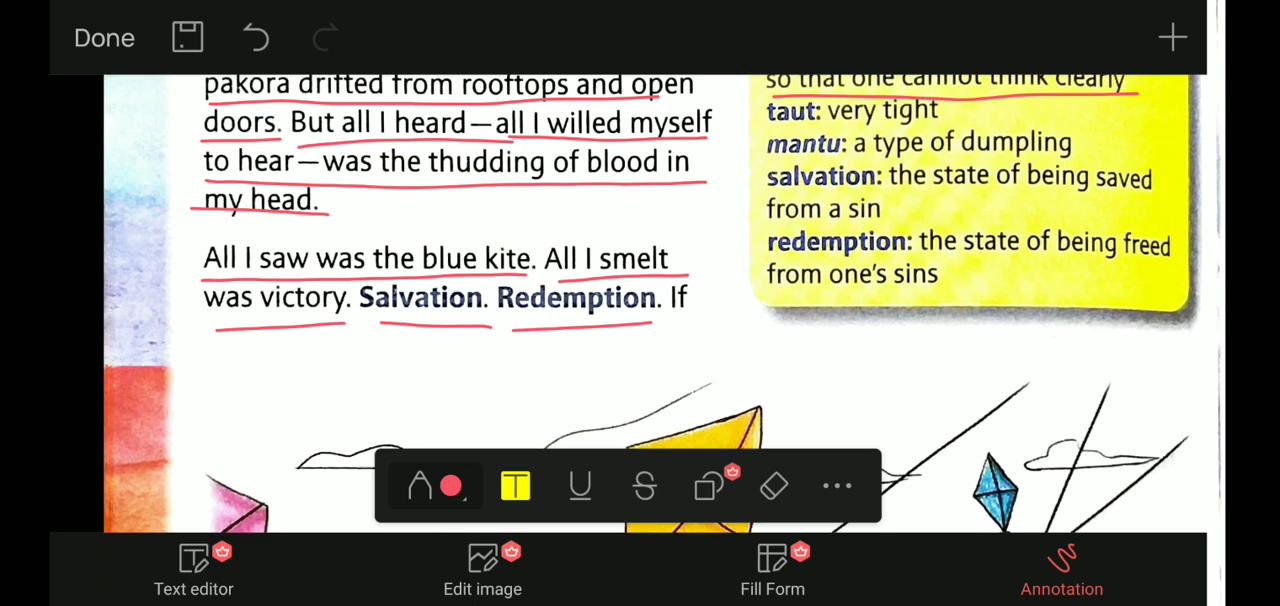 Done
pakora drifted from rooftops and open
doors. But all I heard—all I willed myself
to hear—was the thudding of blood in
my head.
All I saw was the blue kite. All I smelt
was victory. Salvation. Redemption. If
so that one cannot think clearly
taut: very tight
mantu: a type of dumpling
salvation: the state of being saved
from a sin
redemption: the state of being freed
from one's sins
Text editor
Edit image
Fill Form
Annotation